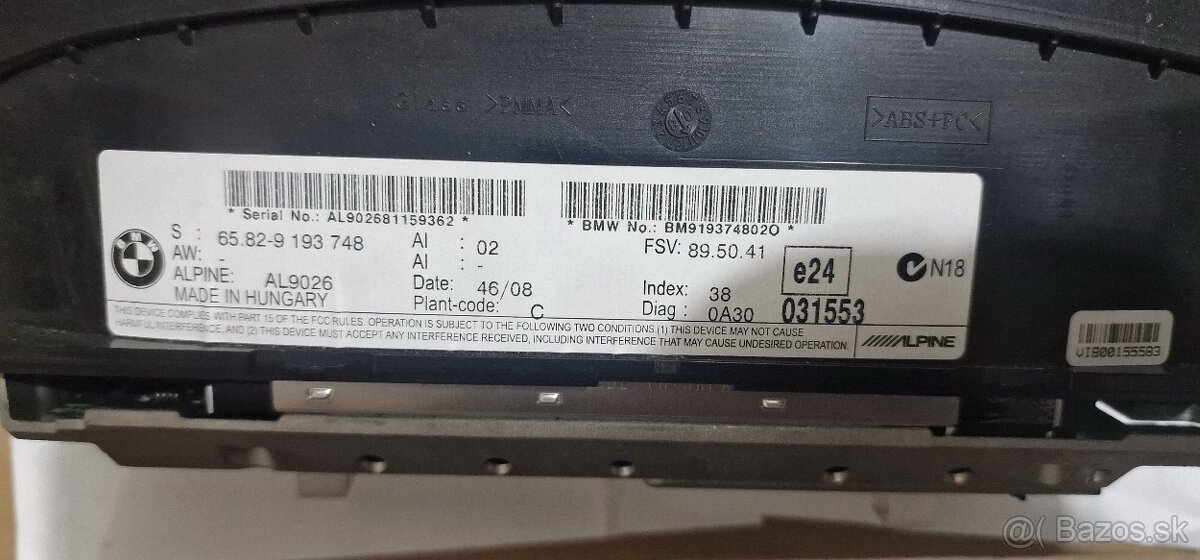 Glass >PMMA<
>ABS+PC<
* Serial No.: AL902681159362 *
* BMW No.: BM919374802O *
BMW
S : 65.82-9 193 748
AW: -
ALPINE: AL9026
MADE IN HUNGARY
AI : 02
AI : -
Date: 46/08
Plant-code: C
FSV: 89.50.41
Index: 38
Diag : 0A30
e24
031553
N18
THIS DEVICE COMPLIES WITH PART 15 OF THE FCC RULES. OPERATION IS SUBJECT TO THE FOLLOWING TWO CONDITIONS (1) THIS DEVICE MAY NOT CAUSE
HARMFUL INTERFERENCE, AND (2) THIS DEVICE MUST ACCEPT ANY INTERFERENCE RECEIVED, INCLUDING INTERFERENCE THAT MAY CAUSE UNDESIRED OPERATION.
ALPINE
VIB00155583
@( Bazos.sk